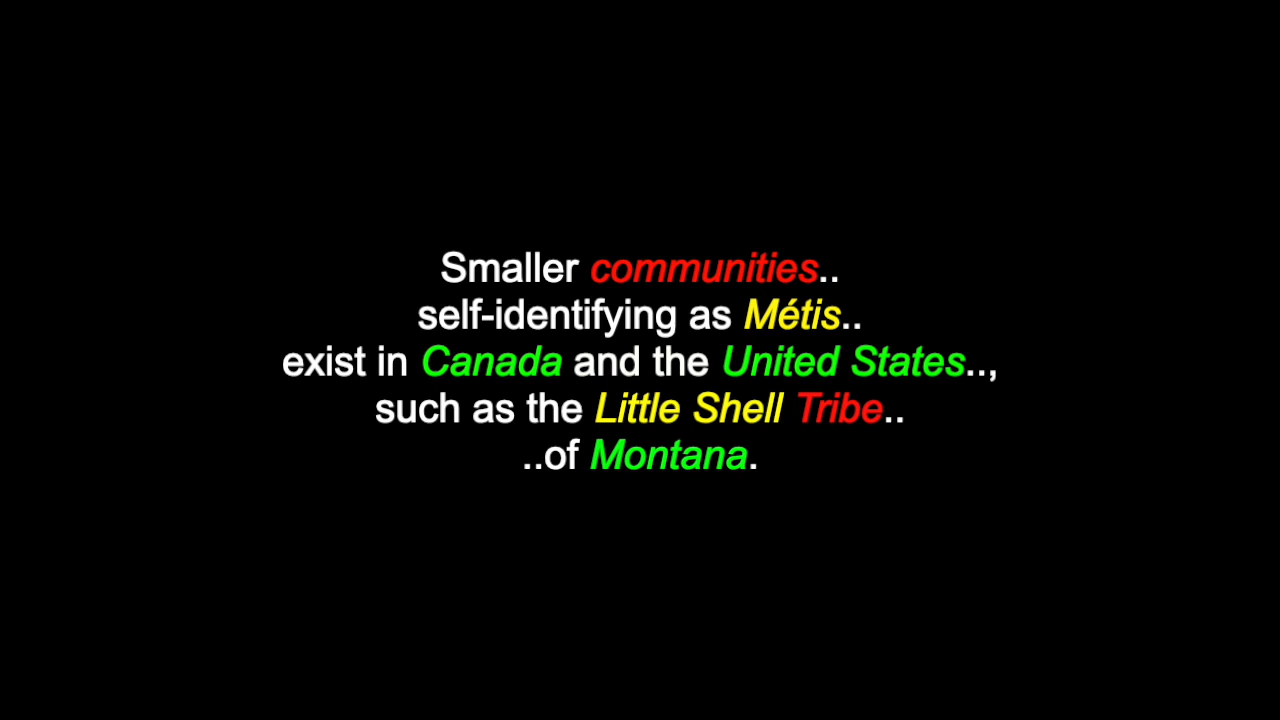 Smaller communities..
self-identifying as Métis..
exist in Canada and the United States..,
such as the Little Shell Tribe..
..of Montana.